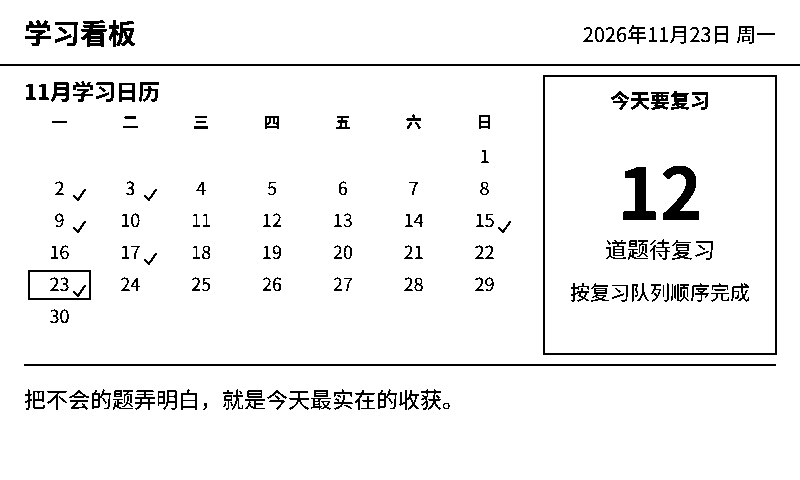 学习看板
2026年11月23日 周一
11月学习日历
一 二 三 四 五 六 日
1
2 ✓ 3 ✓ 4 5 6 7 8
9 ✓ 10 11 12 13 14 15 ✓
16 17 ✓ 18 19 20 21 22
23 ✓ 24 25 26 27 28 29
30
今天要复习
12
道题待复习
按复习队列顺序完成
把不会的题弄明白，就是今天最实在的收获。